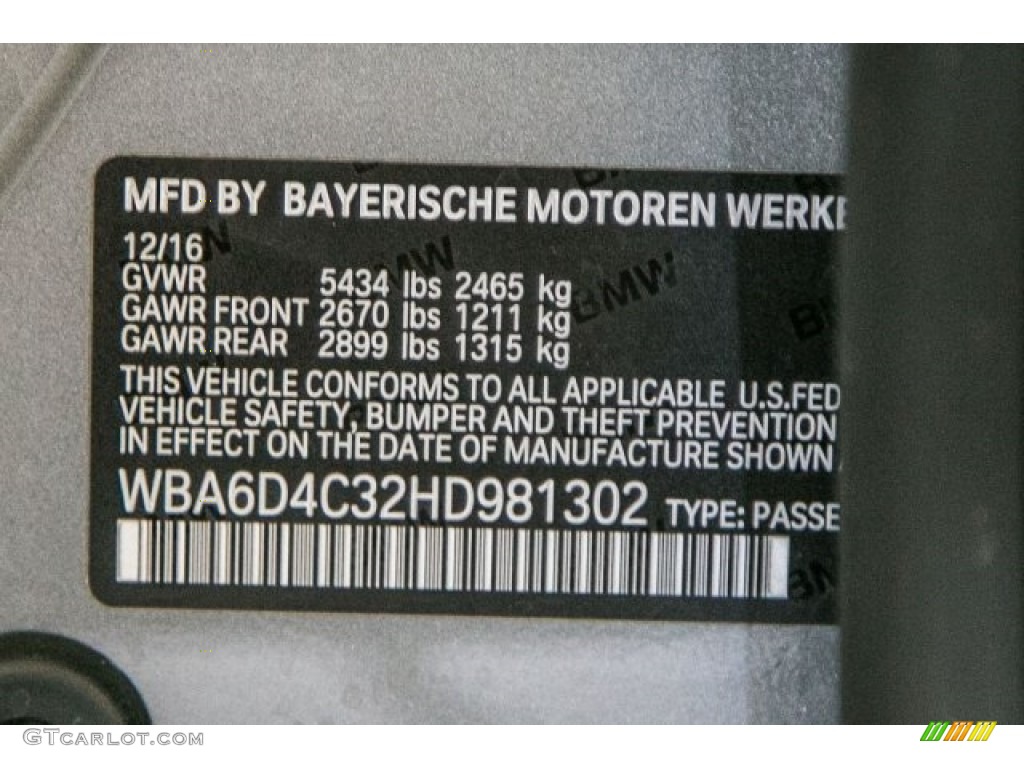 MFD BY BAYERISCHE MOTOREN WERKE
12/16
GVWR 5434 lbs 2465 kg
GAWR FRONT 2670 lbs 1211 kg
GAWR REAR 2899 lbs 1315 kg
THIS VEHICLE CONFORMS TO ALL APPLICABLE U.S.FED
VEHICLE SAFETY, BUMPER AND THEFT PREVENTION
IN EFFECT ON THE DATE OF MANUFACTURE SHOWN
WBA6D4C32HD981302 TYPE: PASSE
GTcarlot.com